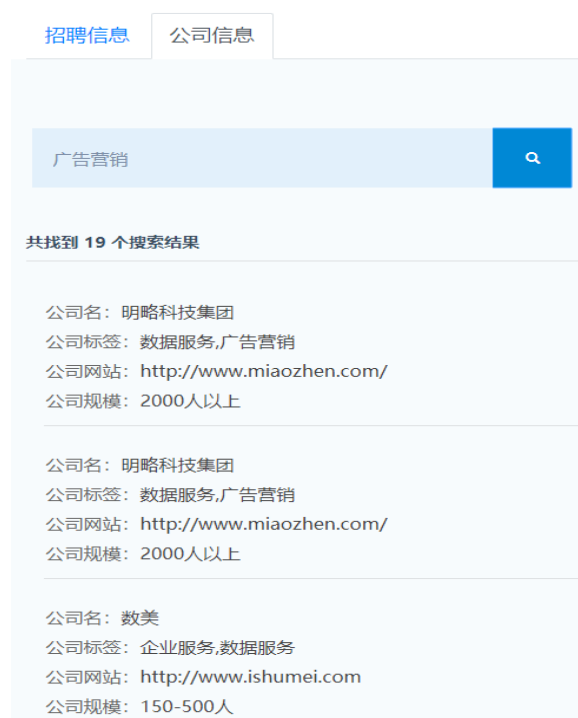 招聘信息 公司信息
广告营销
共找到 19 个搜索结果
公司名：明略科技集团
公司标签：数据服务,广告营销
公司网站：http://www.miaozhen.com/
公司规模：2000人以上
公司名：明略科技集团
公司标签：数据服务,广告营销
公司网站：http://www.miaozhen.com/
公司规模：2000人以上
公司名：数美
公司标签：企业服务,数据服务
公司网站：http://www.ishumei.com
公司规模：150-500人